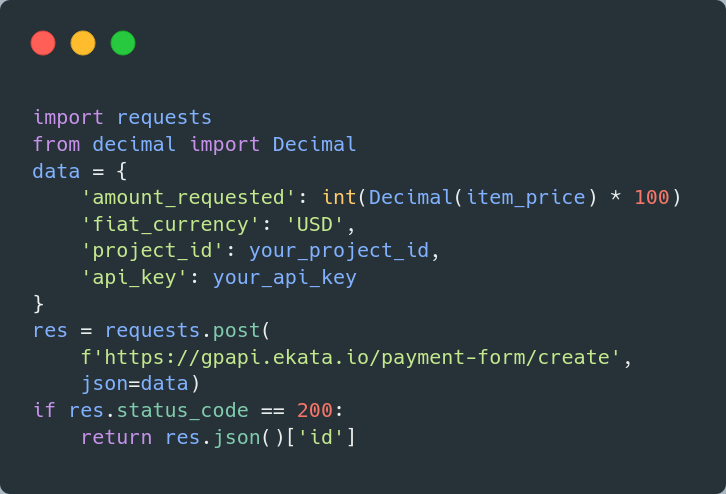 import requests
from decimal import Decimal
data = {
    'amount_requested': int(Decimal(item_price) * 100)
    'fiat_currency': 'USD',
    'project_id': your_project_id,
    'api_key': your_api_key
}
res = requests.post(
    f'https://gpapi.ekata.io/payment-form/create',
    json=data)
if res.status_code == 200:
    return res.json()['id']